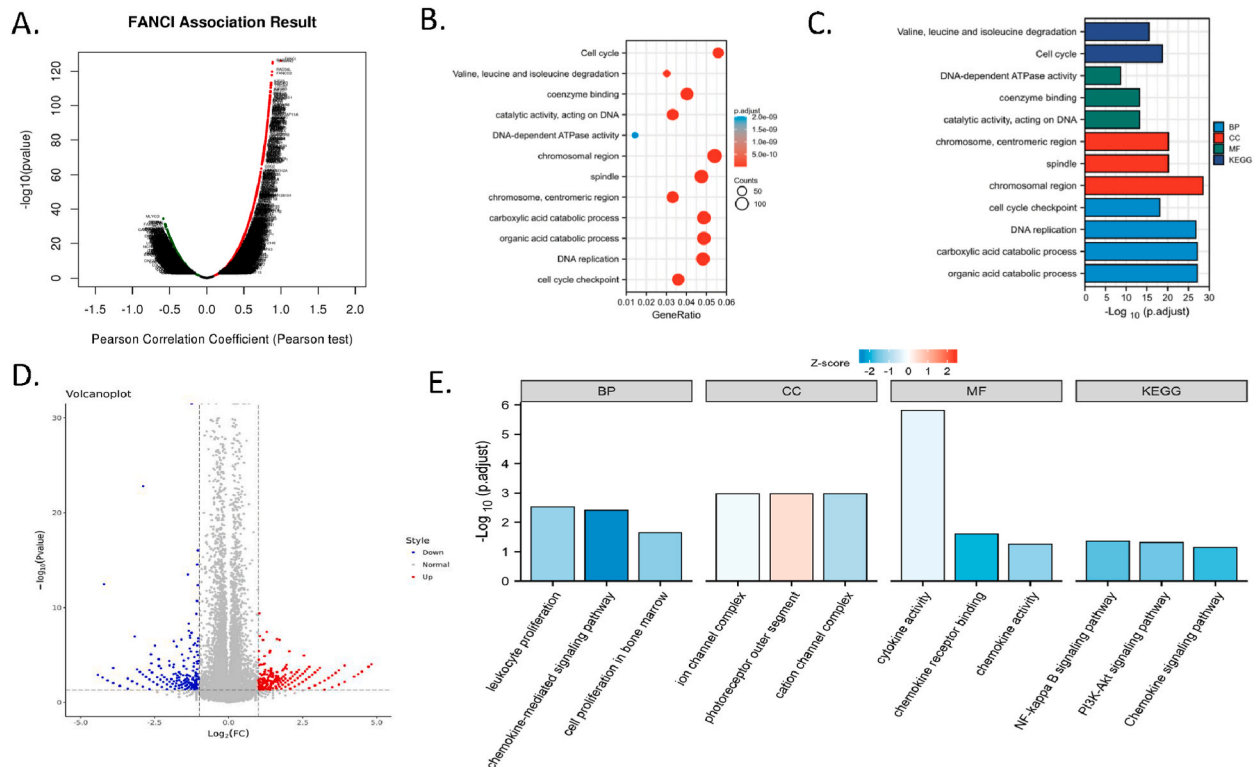 A.
FANCI Association Result
-log10(pvalue)
120
100
80
60
40
20
0
-1.5 -1.0 -0.5 0.0 0.5 1.0 1.5 2.0
Pearson Correlation Coefficient (Pearson test)
B.
Cell cycle
Valine, leucine and isoleucine degradation
coenzyme binding
catalytic activity, acting on DNA
DNA-dependent ATPase activity
chromosomal region
spindle
chromosome, centromeric region
carboxylic acid catabolic process
organic acid catabolic process
DNA replication
cell cycle checkpoint
0.01 0.02 0.03 0.04 0.05 0.06
GeneRatio
p.adjust
2.0e-09
1.5e-09
1.0e-09
5.0e-10
Counts
50
100
C.
Valine, leucine and isoleucine degradation
Cell cycle
DNA-dependent ATPase activity
coenzyme binding
catalytic activity, acting on DNA
chromosome, centromeric region
spindle
chromosomal region
cell cycle checkpoint
DNA replication
carboxylic acid catabolic process
organic acid catabolic process
0 5 10 15 20 25 30
-Log 10 (p.adjust)
BP
CC
MF
KEGG
D.
Volcanoplot
-log10(Pvalue)
30
20
10
0
-5.0 -2.5 0.0 2.5 5.0
Log2(FC)
Style
Down
Normal
Up
E.
Z-score
-2 -1 0 1 2
BP CC MF KEGG
-Log 10 (p.adjust)
6
5
4
3
2
1
0
leukocyte proliferation
chemokine-mediated signaling pathway
cell proliferation in bone marrow
ion channel complex
photoreceptor outer segment
cation channel complex
cytokine activity
chemokine receptor binding
chemokine activity
NF-kappa B signaling pathway
PI3K-Akt signaling pathway
Chemokine signaling pathway